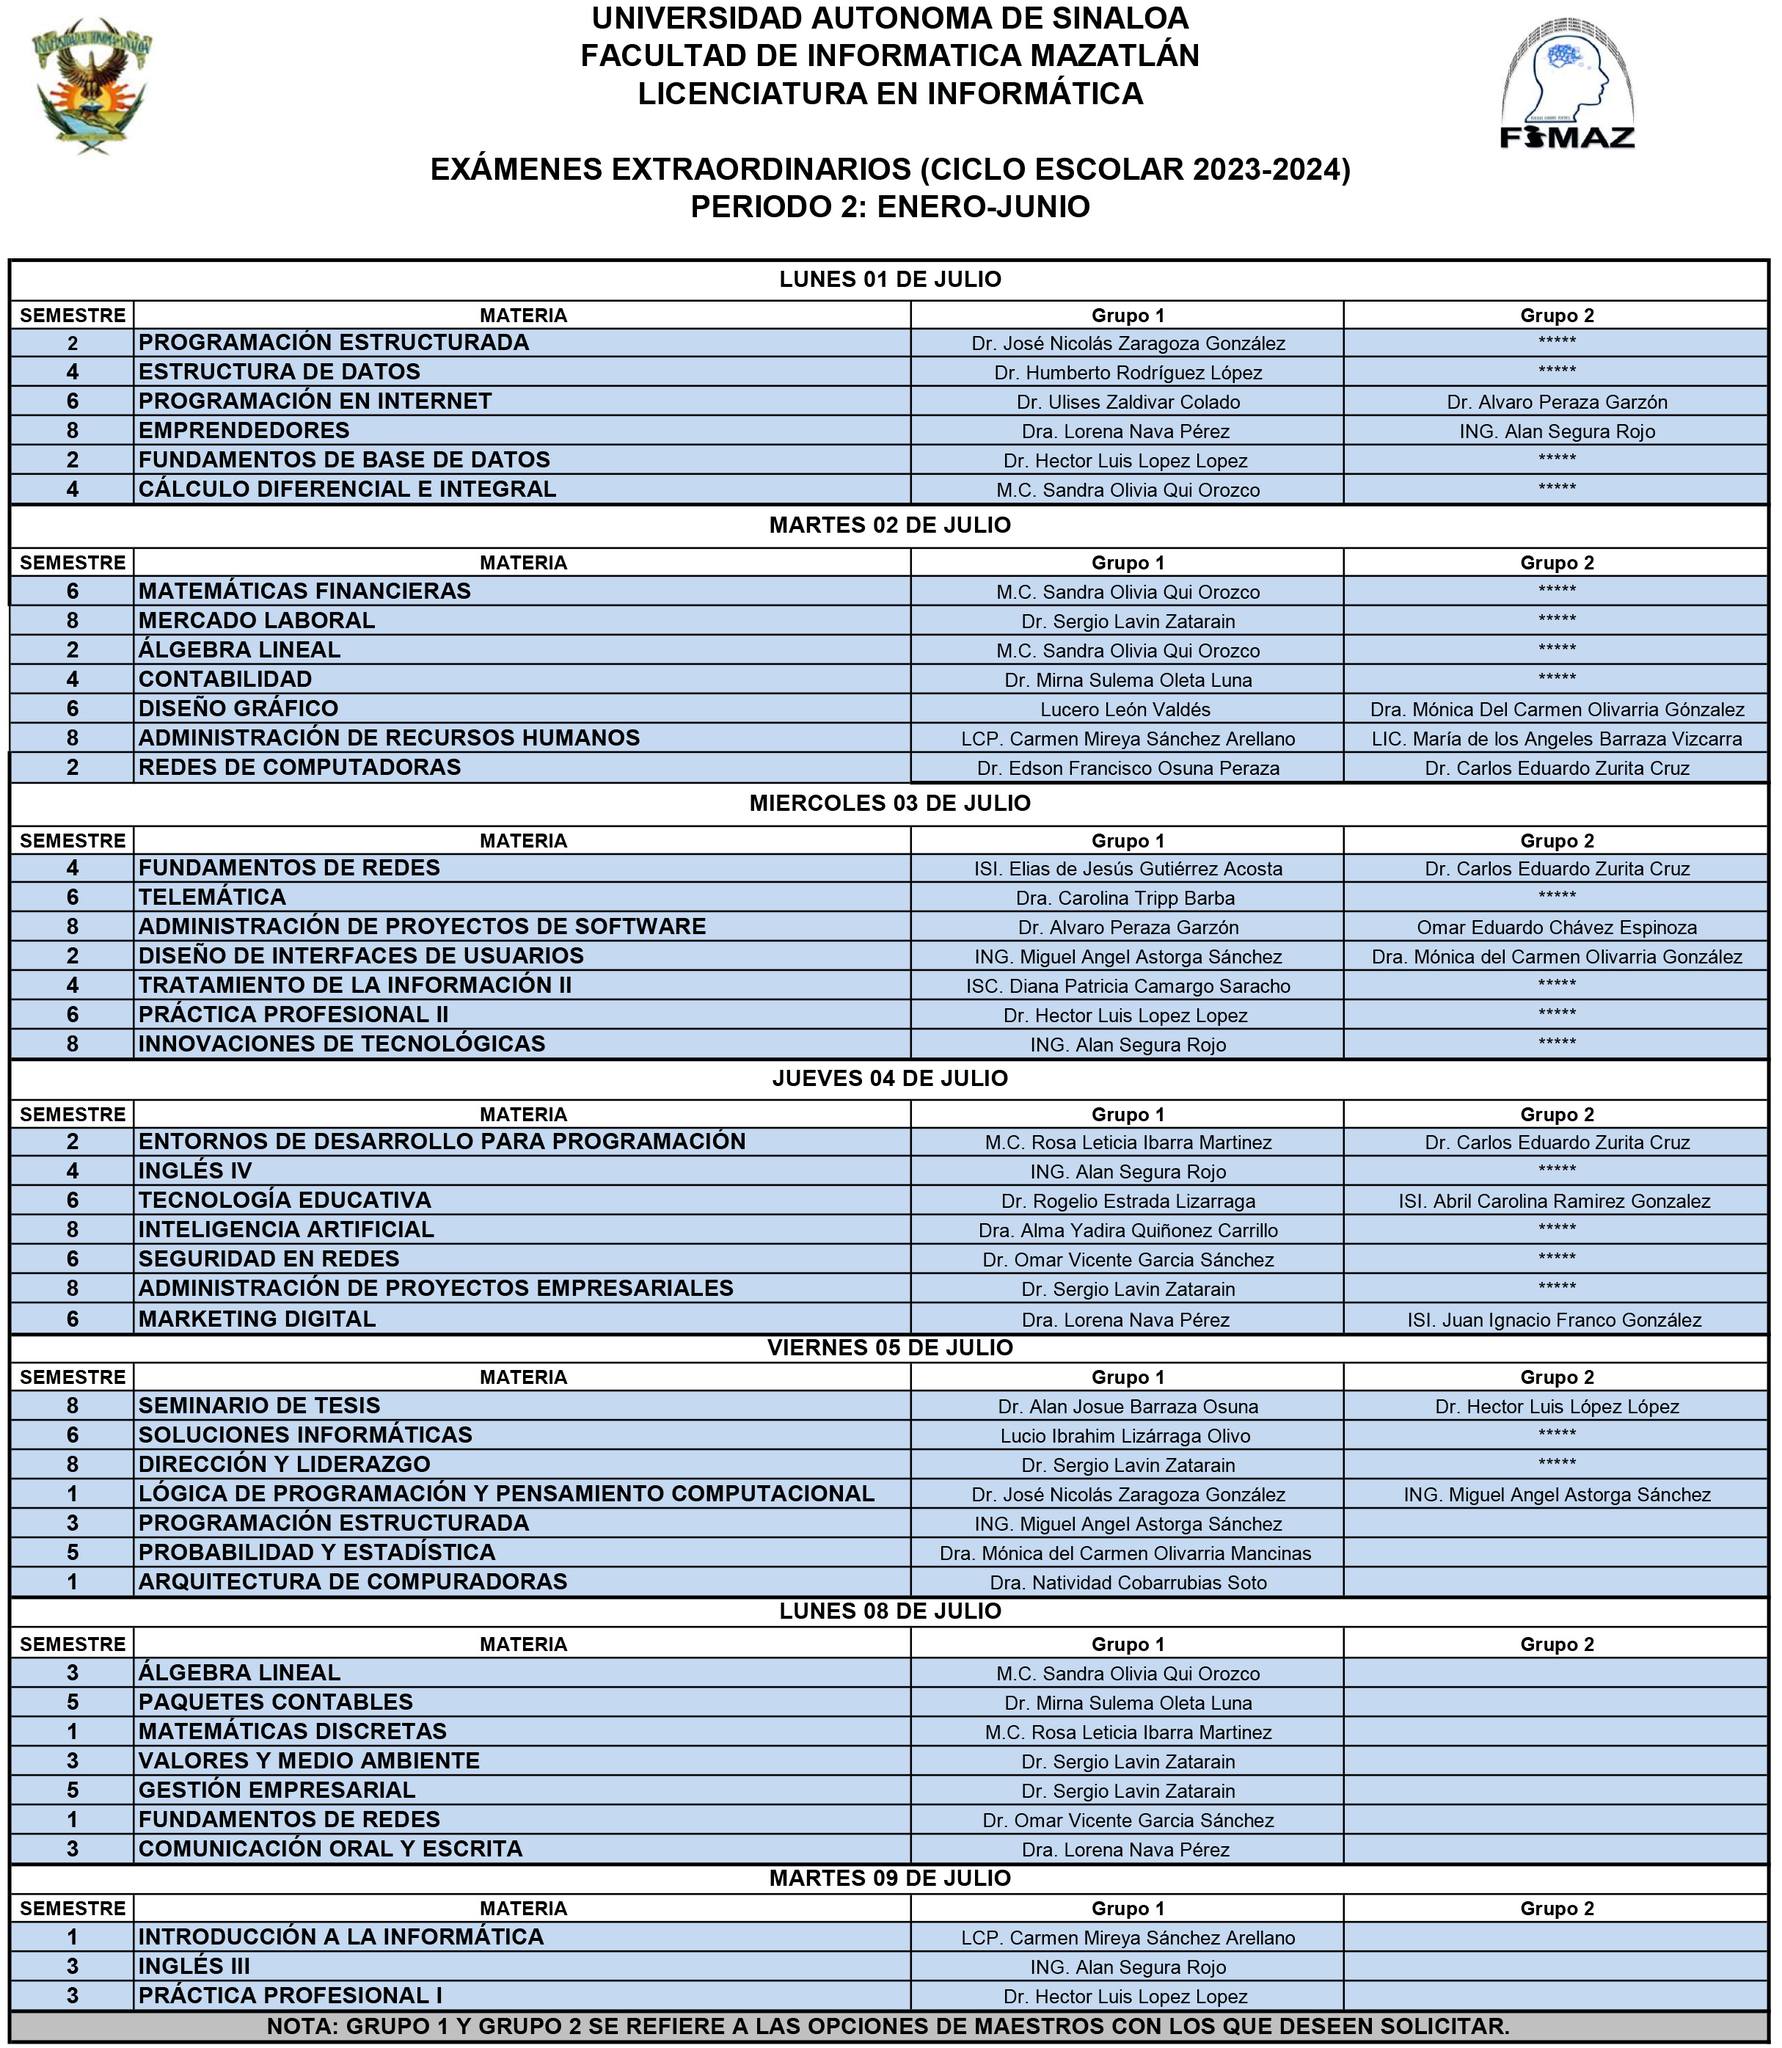 UNIVERSIDAD AUTONOMA DE SINALOA
FACULTAD DE INFORMATICA MAZATLÁN
LICENCIATURA EN INFORMÁTICA
FIMAZ
EXÁMENES EXTRAORDINARIOS (CICLO ESCOLAR 2023-2024)
PERIODO 2: ENERO-JUNIO
LUNES 01 DE JULIO
SEMESTRE MATERIA Grupo 1 Grupo 2
2 PROGRAMACIÓN ESTRUCTURADA Dr. José Nicolás Zaragoza González *****
4 ESTRUCTURA DE DATOS Dr. Humberto Rodríguez López *****
6 PROGRAMACIÓN EN INTERNET Dr. Ulises Zaldivar Colado Dr. Alvaro Peraza Garzón
8 EMPRENDEDORES Dra. Lorena Nava Pérez ING. Alan Segura Rojo
2 FUNDAMENTOS DE BASE DE DATOS Dr. Hector Luis Lopez Lopez *****
4 CÁLCULO DIFERENCIAL E INTEGRAL M.C. Sandra Olivia Qui Orozco *****
MARTES 02 DE JULIO
SEMESTRE MATERIA Grupo 1 Grupo 2
6 MATEMÁTICAS FINANCIERAS M.C. Sandra Olivia Qui Orozco *****
8 MERCADO LABORAL Dr. Sergio Lavin Zatarain *****
2 ÁLGEBRA LINEAL M.C. Sandra Olivia Qui Orozco *****
4 CONTABILIDAD Dr. Mirna Sulema Oleta Luna *****
6 DISEÑO GRÁFICO Lucero León Valdés Dra. Mónica Del Carmen Olivarria Gónzalez
8 ADMINISTRACIÓN DE RECURSOS HUMANOS LCP. Carmen Mireya Sánchez Arellano LIC. María de los Angeles Barraza Vizcarra
2 REDES DE COMPUTADORAS Dr. Edson Francisco Osuna Peraza Dr. Carlos Eduardo Zurita Cruz
MIERCOLES 03 DE JULIO
SEMESTRE MATERIA Grupo 1 Grupo 2
4 FUNDAMENTOS DE REDES ISI. Elias de Jesús Gutiérrez Acosta Dr. Carlos Eduardo Zurita Cruz
6 TELEMÁTICA Dra. Carolina Tripp Barba *****
8 ADMINISTRACIÓN DE PROYECTOS DE SOFTWARE Dr. Alvaro Peraza Garzón Omar Eduardo Chávez Espinoza
2 DISEÑO DE INTERFACES DE USUARIOS ING. Miguel Angel Astorga Sánchez Dra. Mónica del Carmen Olivarria González
4 TRATAMIENTO DE LA INFORMACIÓN II ISC. Diana Patricia Camargo Saracho *****
6 PRÁCTICA PROFESIONAL II Dr. Hector Luis Lopez Lopez *****
8 INNOVACIONES DE TECNOLÓGICAS ING. Alan Segura Rojo *****
JUEVES 04 DE JULIO
SEMESTRE MATERIA Grupo 1 Grupo 2
2 ENTORNOS DE DESARROLLO PARA PROGRAMACIÓN M.C. Rosa Leticia Ibarra Martinez Dr. Carlos Eduardo Zurita Cruz
4 INGLÉS IV ING. Alan Segura Rojo *****
6 TECNOLOGÍA EDUCATIVA Dr. Rogelio Estrada Lizarraga ISI. Abril Carolina Ramirez Gonzalez
8 INTELIGENCIA ARTIFICIAL Dra. Alma Yadira Quiñonez Carrillo *****
6 SEGURIDAD EN REDES Dr. Omar Vicente Garcia Sánchez *****
8 ADMINISTRACIÓN DE PROYECTOS EMPRESARIALES Dr. Sergio Lavin Zatarain *****
6 MARKETING DIGITAL Dra. Lorena Nava Pérez ISI. Juan Ignacio Franco González
VIERNES 05 DE JULIO
SEMESTRE MATERIA Grupo 1 Grupo 2
8 SEMINARIO DE TESIS Dr. Alan Josue Barraza Osuna Dr. Hector Luis López López
6 SOLUCIONES INFORMÁTICAS Lucio Ibrahim Lizárraga Olivo *****
8 DIRECCIÓN Y LIDERAZGO Dr. Sergio Lavin Zatarain *****
1 LÓGICA DE PROGRAMACIÓN Y PENSAMIENTO COMPUTACIONAL Dr. José Nicolás Zaragoza González ING. Miguel Angel Astorga Sánchez
3 PROGRAMACIÓN ESTRUCTURADA ING. Miguel Angel Astorga Sánchez
5 PROBABILIDAD Y ESTADÍSTICA Dra. Mónica del Carmen Olivarria Mancinas
1 ARQUITECTURA DE COMPURADORAS Dra. Natividad Cobarrubias Soto
LUNES 08 DE JULIO
SEMESTRE MATERIA Grupo 1 Grupo 2
3 ÁLGEBRA LINEAL M.C. Sandra Olivia Qui Orozco
5 PAQUETES CONTABLES Dr. Mirna Sulema Oleta Luna
1 MATEMÁTICAS DISCRETAS M.C. Rosa Leticia Ibarra Martinez
3 VALORES Y MEDIO AMBIENTE Dr. Sergio Lavin Zatarain
5 GESTIÓN EMPRESARIAL Dr. Sergio Lavin Zatarain
1 FUNDAMENTOS DE REDES Dr. Omar Vicente Garcia Sánchez
3 COMUNICACIÓN ORAL Y ESCRITA Dra. Lorena Nava Pérez
MARTES 09 DE JULIO
SEMESTRE MATERIA Grupo 1 Grupo 2
1 INTRODUCCIÓN A LA INFORMÁTICA LCP. Carmen Mireya Sánchez Arellano
3 INGLÉS III ING. Alan Segura Rojo
3 PRÁCTICA PROFESIONAL I Dr. Hector Luis Lopez Lopez
NOTA: GRUPO 1 Y GRUPO 2 SE REFIERE A LAS OPCIONES DE MAESTROS CON LOS QUE DESEEN SOLICITAR.